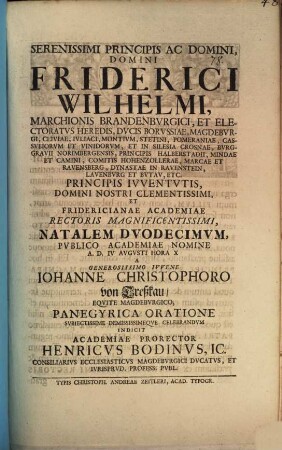 SERENISSIMI PRINCIPIS AC DOMINI,
DOMINI
FRIDERICI
WILHELMI,
MARCHIONIS BRANDENBVRGICI, ET ELE-
CTORATVS HEREDIS, DVCIS BORVSSIAE, MAGDEBVR-
GI, CLIVIAE, IVLIACI, MONTIVM, STETINI, POMERANIAE, CAS-
SVBIORVM ET VINIDORVM, ET IN SILESIA CROSNAE, BVRG-
GRAVII NORIMBERGENSIS, PRINCIPIS HALBERSTADII, MINDAE
ET CAMINI, COMITIS HOHENZOLLERAE, MARCAE ET
RAVENSBERG, DYNASTAE IN RAVENSTEIN,
LAVENBVRG ET BVTAV, ETC.
PRINCIPIS IVVENTVTIS,
DOMINI NOSTRI CLEMENTISSIMI,
ET
FRIDERICIANAE ACADEMIAE
RECTORIS MAGNIFICENTISSIMI,
NATALEM DVODECIMVM,
PVBLICO ACADEMIAE NOMINE
A. D. IV AVGVSTI HORA X
A
GENEROSISSIMO IVVENE
IOHANNE CHRISTOPHORO
von Treskau,
EQVITE MAGDEBVRGICO,
PANEGYRICA ORATIONE
SVBIECTISSIME DEMISSISSIMEQVE CELEBRANDVM
INDICIT
ACADEMIAE PRORECTOR
HENRICVS BODINVS, IC.
CONSILIARIVS ECCLESIASTICVS MAGDEBVRGICI DVCATVS, ET
IVRISPRVD. PROFESS. PVBL.
TYPIS CHRISTOPH. ANDREAE ZEITLERI, ACAD. TYPOGR.